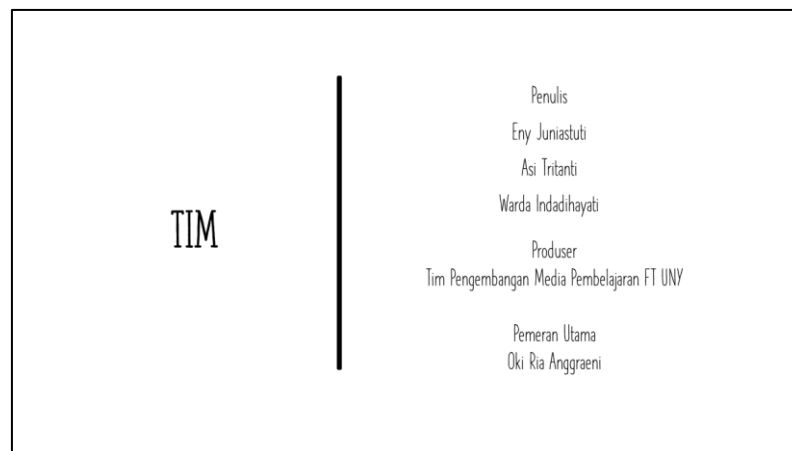 TIM
Penulis
Eny Juniastuti
Asi Tritanti
Warda Indadihayati
Produser
Tim Pengembangan Media Pembelajaran FT UNY
Pemeran Utama
Oki Ria Anggraeni